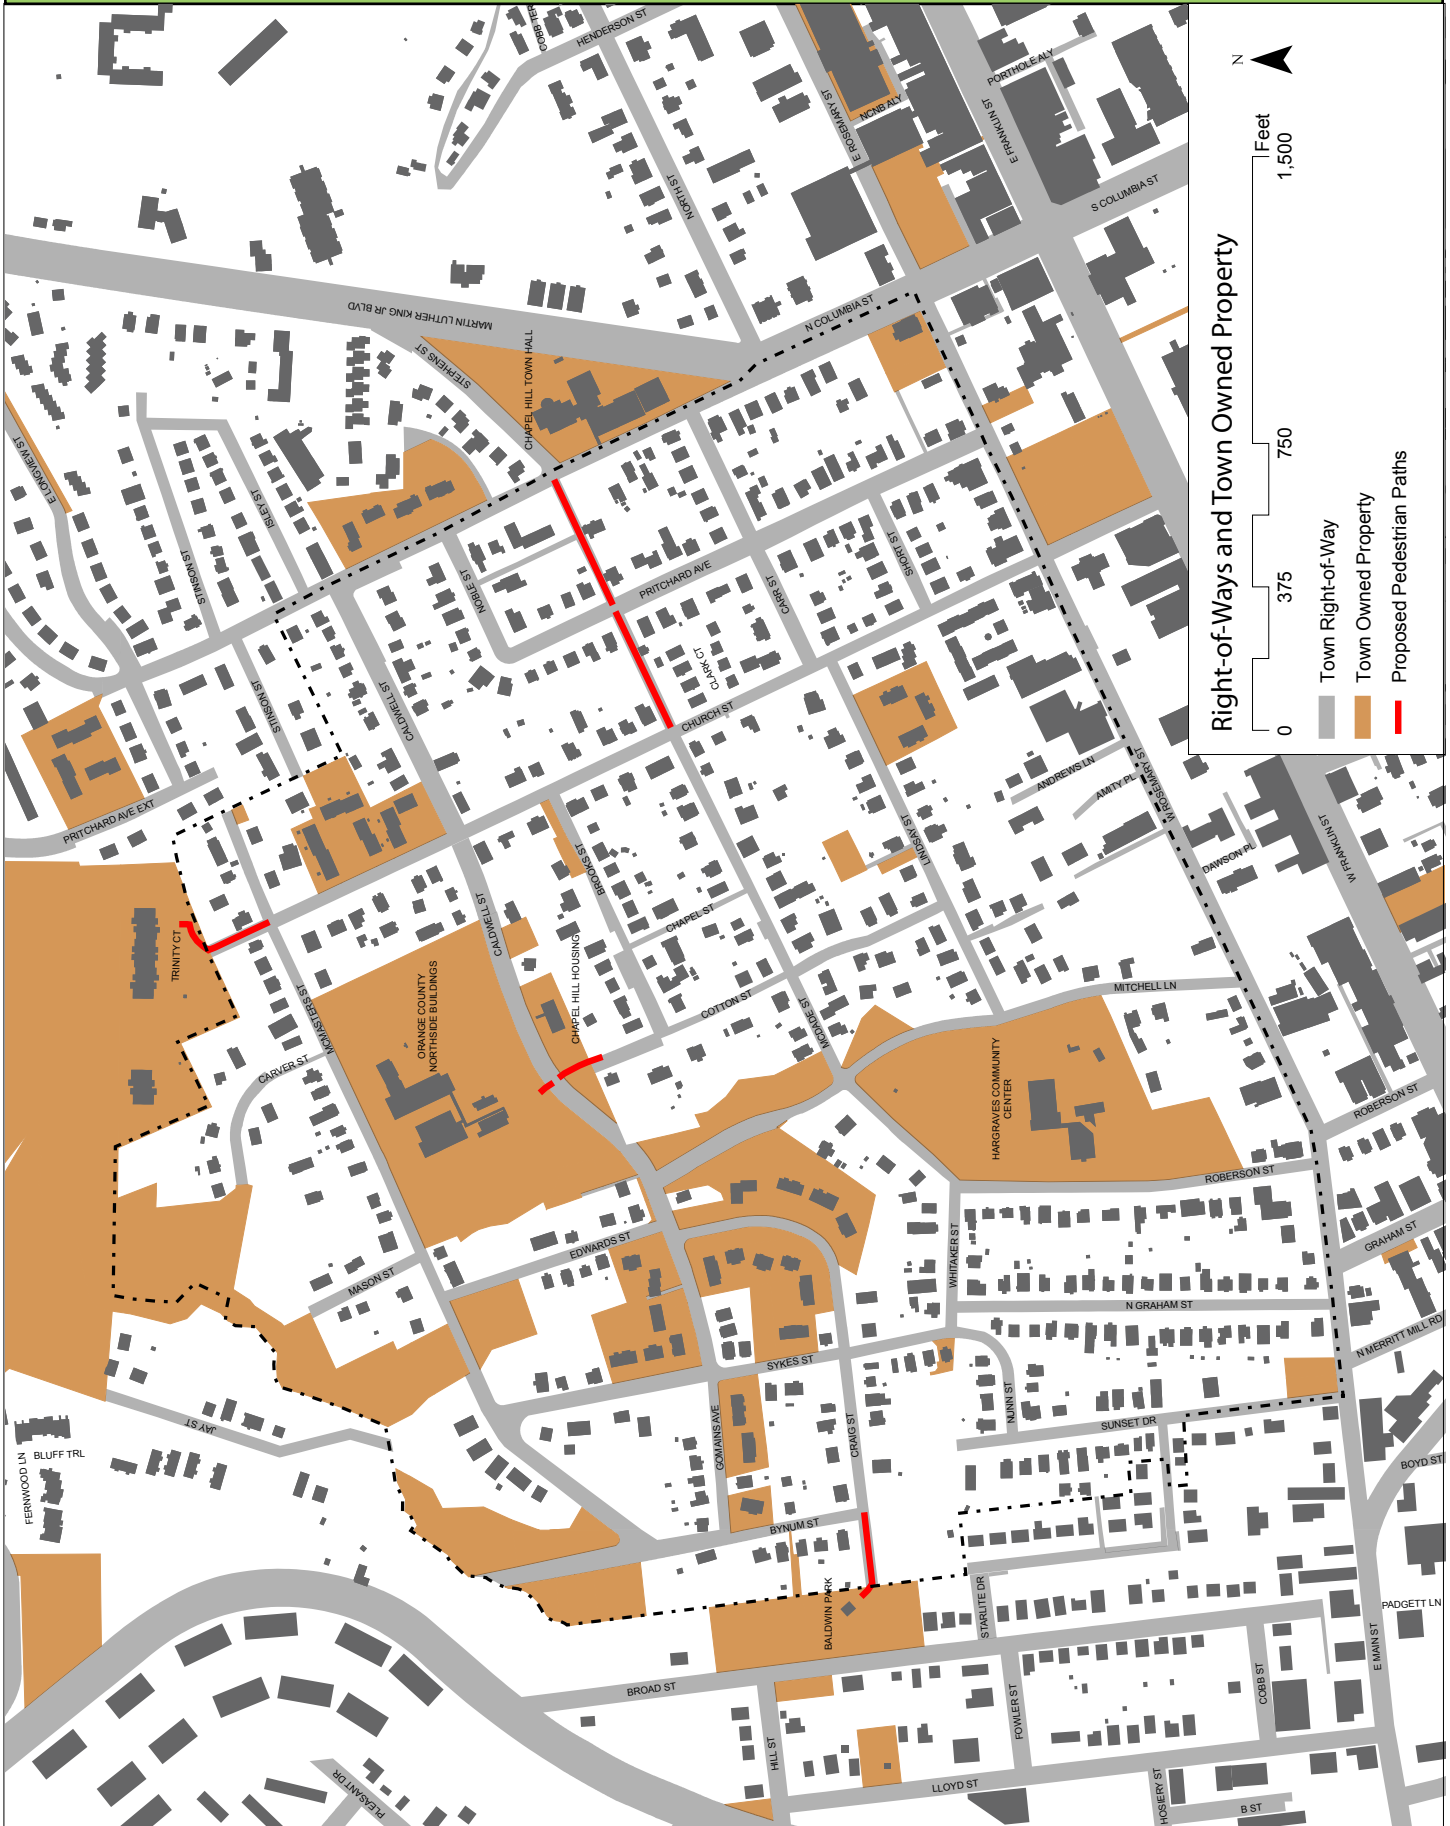 COBB TER
HENDERSON ST
PORTHOLE ALY
NCNB ALY
E ROSEMARY ST
E FRANKLIN ST
NORTH ST
S COLUMBIA ST
MARTIN LUTHER KING JR BLVD
N COLUMBIA ST
STEPHENS ST
CHAPEL HILL TOWN HALL
E LONGVIEW ST
ISLEY ST
STINSON ST
NOBLE ST
PRITCHARD AVE
CARR ST
SHORT ST
STINSON ST
CALDWELL ST
CLARK CT
CHURCH ST
PRITCHARD AVE EXT
ANDREWS LN
AMITY PL
W ROSEMARY ST
LINDSAY ST
BROOKS ST
DAWSON PL
W FRANKLIN ST
CALDWELL ST
CHAPEL ST
TRINITY CT
CHAPEL HILL HOUSING
ORANGE COUNTY
NORTHSIDE BUILDINGS
MCMASTERS ST
COTTON ST
MCDADE ST
MITCHELL LN
CARVER ST
HARGRAVES COMMUNITY
CENTER
ROBERSON ST
ROBERSON ST
EDWARDS ST
WHITAKER ST
GRAHAM ST
MASON ST
N GRAHAM ST
N MERRITT MILL RD
SYKES ST
NUNN ST
SUNSET DR
JAY ST
GOMAINS AVE
CRAIG ST
BLUFF TRL
FERNWOOD LN
BOYD ST
BYNUM ST
BALDWIN PARK
STARLITE DR
PADGETT LN
E MAIN ST
BROAD ST
COBB ST
FOWLER ST
HILL ST
LLOYD ST
HOSIERY ST
B ST
PLEASANT DR
Right-of-Ways and Town Owned Property
N
0 375 750 1,500
Feet
Town Right-of-Way
Town Owned Property
Proposed Pedestrian Paths